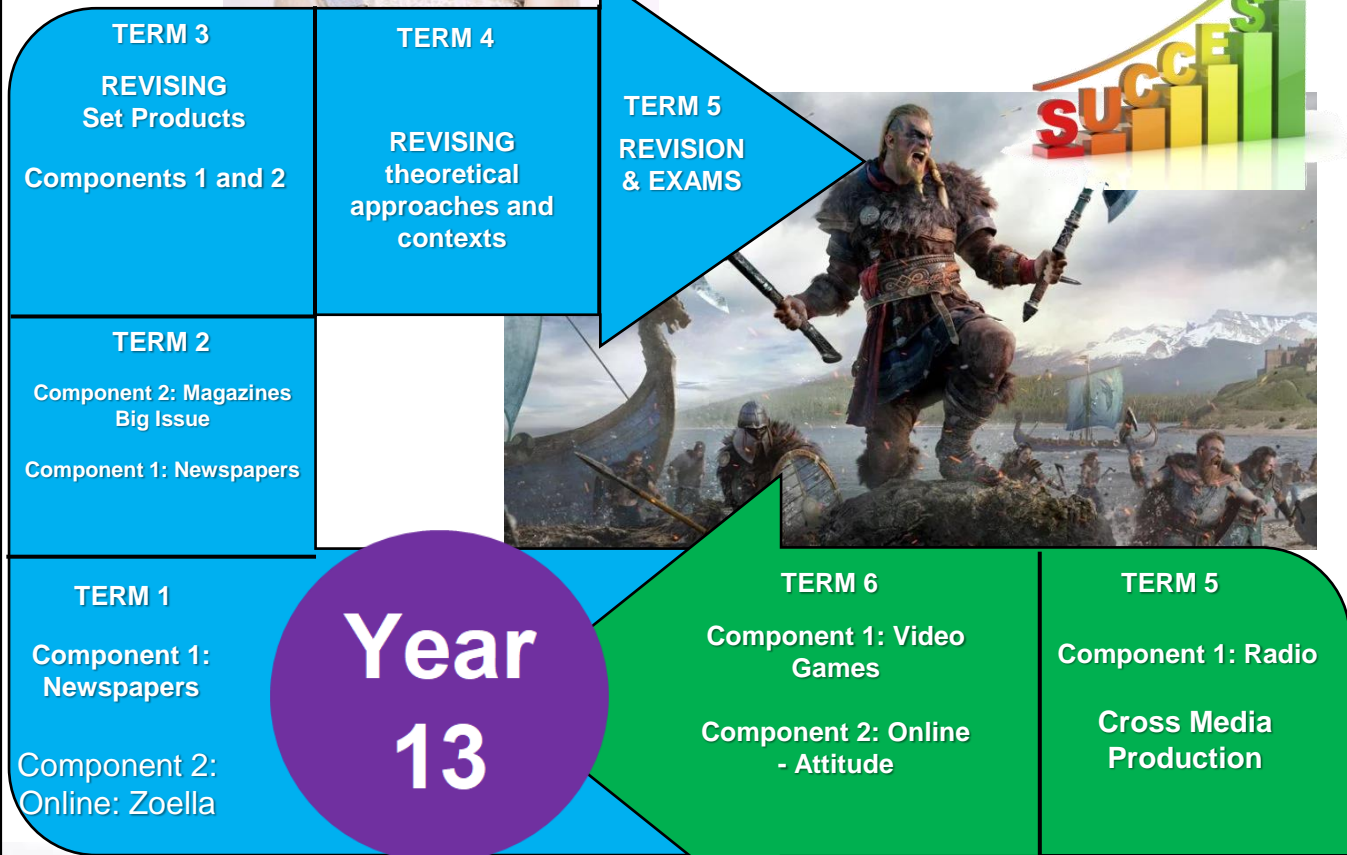 TERM 3
REVISING
Set Products
Components 1 and 2
TERM 4
REVISING
theoretical
approaches and
contexts
TERM 5
REVISION
& EXAMS
SUCCES
TERM 2
Component 2: Magazines
Big Issue
Component 1: Newspapers
TERM 1
Component 1:
Newspapers
Component 2:
Online: Zoella
Year
13
TERM 6
Component 1: Video
Games
Component 2: Online
- Attitude
TERM 5
Component 1: Radio
Cross Media
Production